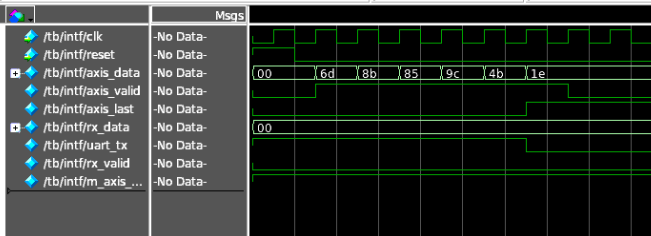 Msgs
/tb/intf/clk -No Data-
/tb/intf/reset -No Data-
/tb/intf/axis_data -No Data- 00 6d 8b 85 9c 4b 1e
/tb/intf/axis_valid -No Data-
/tb/intf/axis_last -No Data-
/tb/intf/rx_data -No Data- 00
/tb/intf/uart_tx -No Data-
/tb/intf/rx_valid -No Data-
/tb/intf/m_axis_... -No Data-